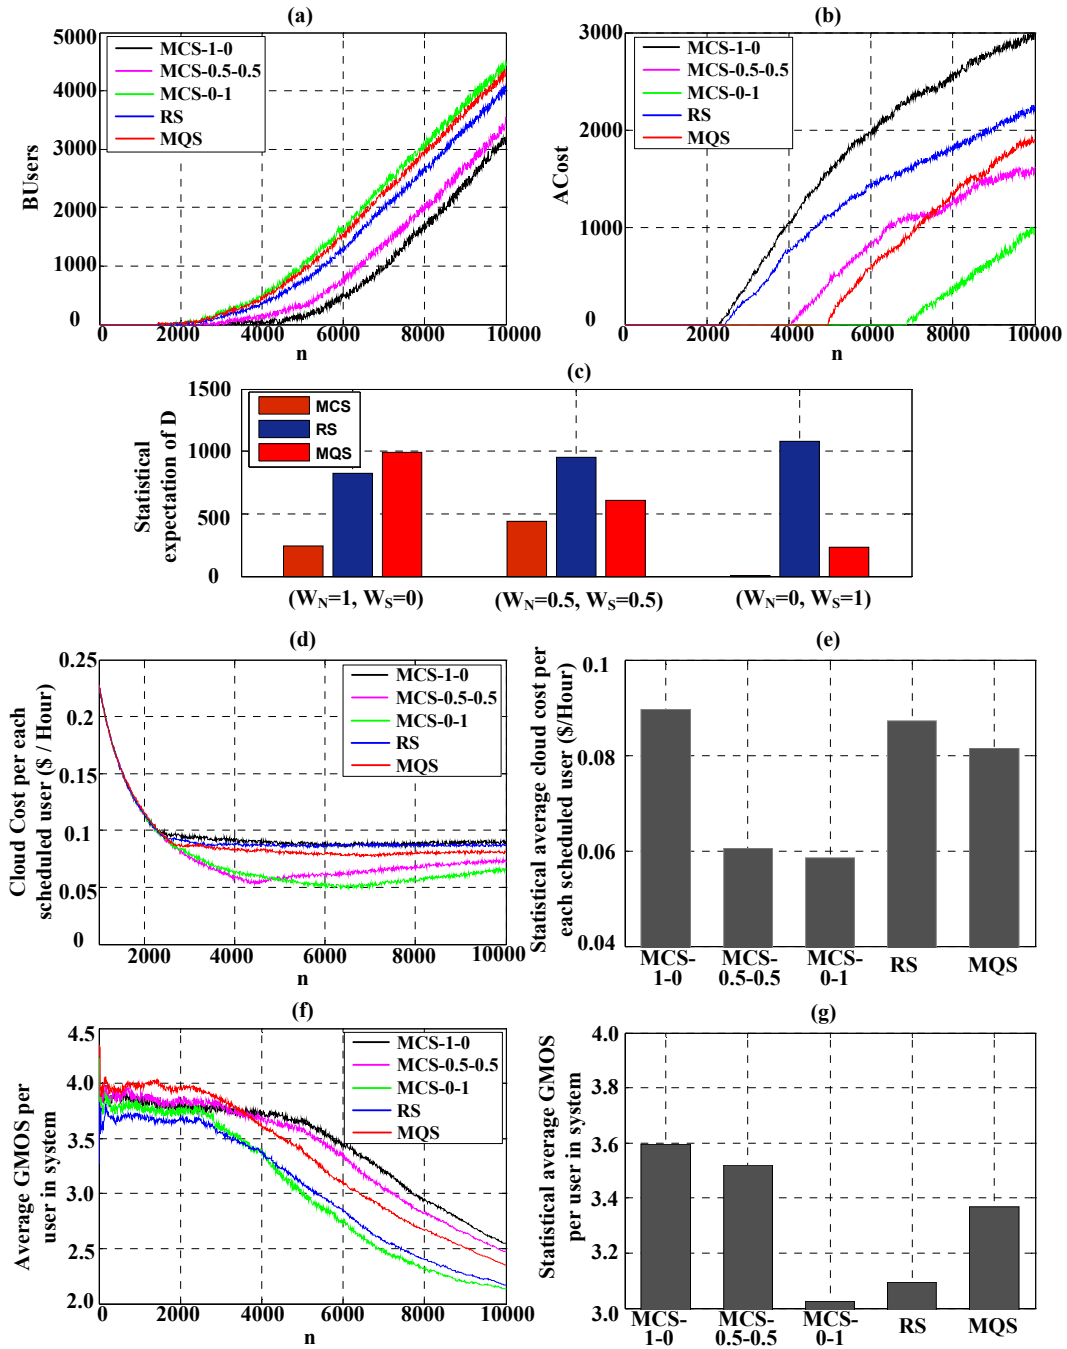 (a)
BUsers
5000
4000
3000
2000
1000
0
MCS-1-0
MCS-0.5-0.5
MCS-0-1
RS
MQS
0 2000 4000 6000 8000 10000
n
(b)
ACost
3000
2000
1000
0
MCS-1-0
MCS-0.5-0.5
MCS-0-1
RS
MQS
0 2000 4000 6000 8000 10000
n
(c)
Statistical
expectation of D
1500
1000
500
0
MCS
RS
MQS
(W_N=1, W_S=0) (W_N=0.5, W_S=0.5) (W_N=0, W_S=1)
(d)
Cloud Cost per each
scheduled user ($ / Hour)
0.25
0.2
0.15
0.1
0.05
0
MCS-1-0
MCS-0.5-0.5
MCS-0-1
RS
MQS
2000 4000 6000 8000 10000
n
(e)
Statistical average cloud cost per
each scheduled user ($/Hour)
0.1
0.08
0.06
0.04
MCS-
1-0
MCS-
0.5-0.5
MCS-
0-1
RS
MQS
(f)
Average GMOS per
user in system
4.5
4.0
3.5
3.0
2.5
2.0
MCS-1-0
MCS-0.5-0.5
MCS-0-1
RS
MQS
0 2000 4000 6000 8000 10000
n
(g)
Statistical average GMOS
per user in system
4.0
3.8
3.6
3.4
3.2
3.0
MCS-
1-0
MCS-
0.5-0.5
MCS-
0-1
RS
MQS